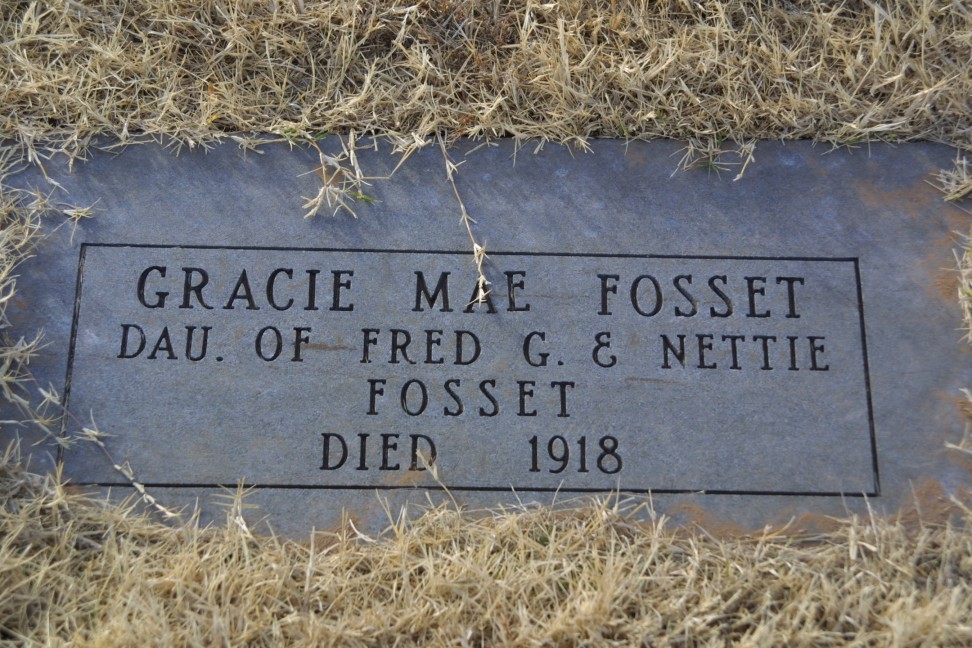 GRACIE MAE FOSSET
DAU. OF FRED G. & NETTIE
FOSSET
DIED 1918